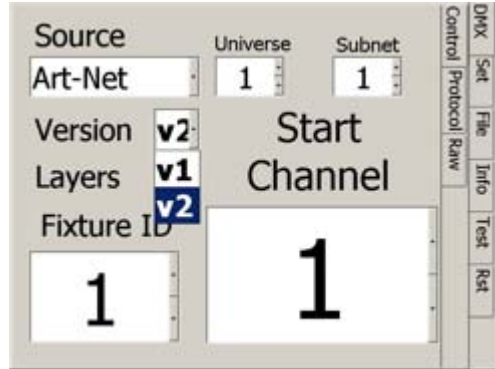 Source
Universe
Subnet
Art-Net
1
1
Version
v2
Start
Channel
Layers
v1
v2
Fixture ID
1
1
Control
Protocol
Raw
DMX
Set
File
Info
Test
Rst